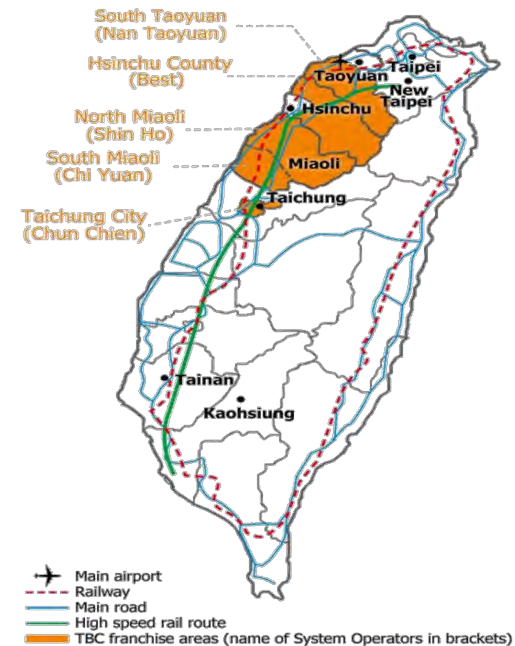 South Taoyuan
(Nan Taoyuan)
Hsinchu County
(Best)
North Miaoli
(Shin Ho)
South Miaoli
(Chi Yuan)
Taichung City
(Chun Chien)
Taoyuan
Taipei
New
Taipei
Hsinchu
Miaoli
Taichung
Tainan
Kaohsiung
Main airport
Railway
Main road
High speed rail route
TBC franchise areas (name of System Operators in brackets)